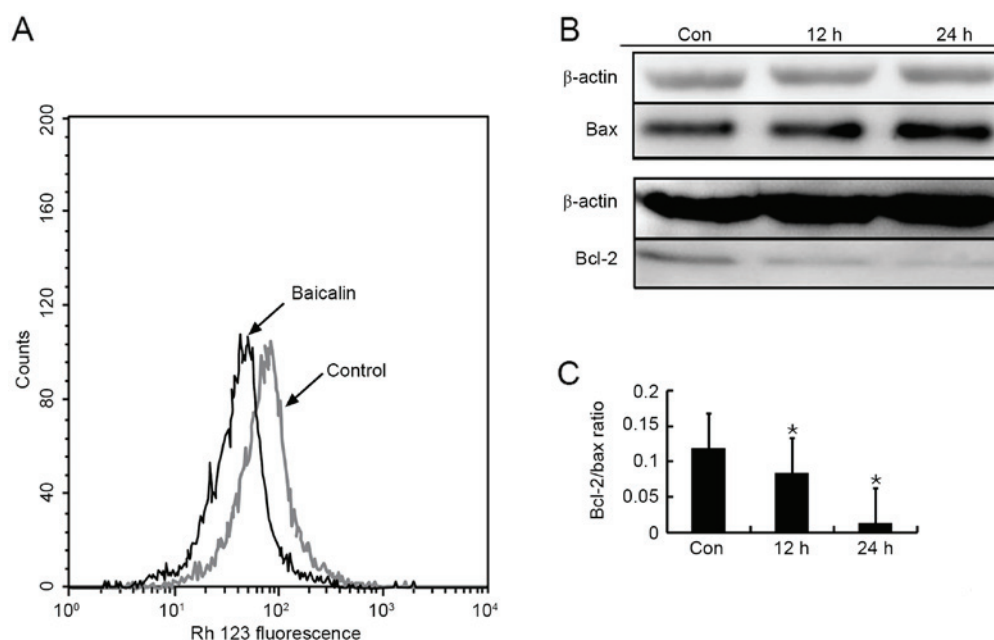 A
200
160
120
80
40
0
Counts
Baicalin
Control
10⁰ 10¹ 10² 10³ 10⁴
Rh 123 fluorescence
B
Con 12 h 24 h
β-actin
Bax
β-actin
Bcl-2
C
0.2
0.15
0.1
0.05
0
Bcl-2/bax ratio
*
*
Con 12 h 24 h